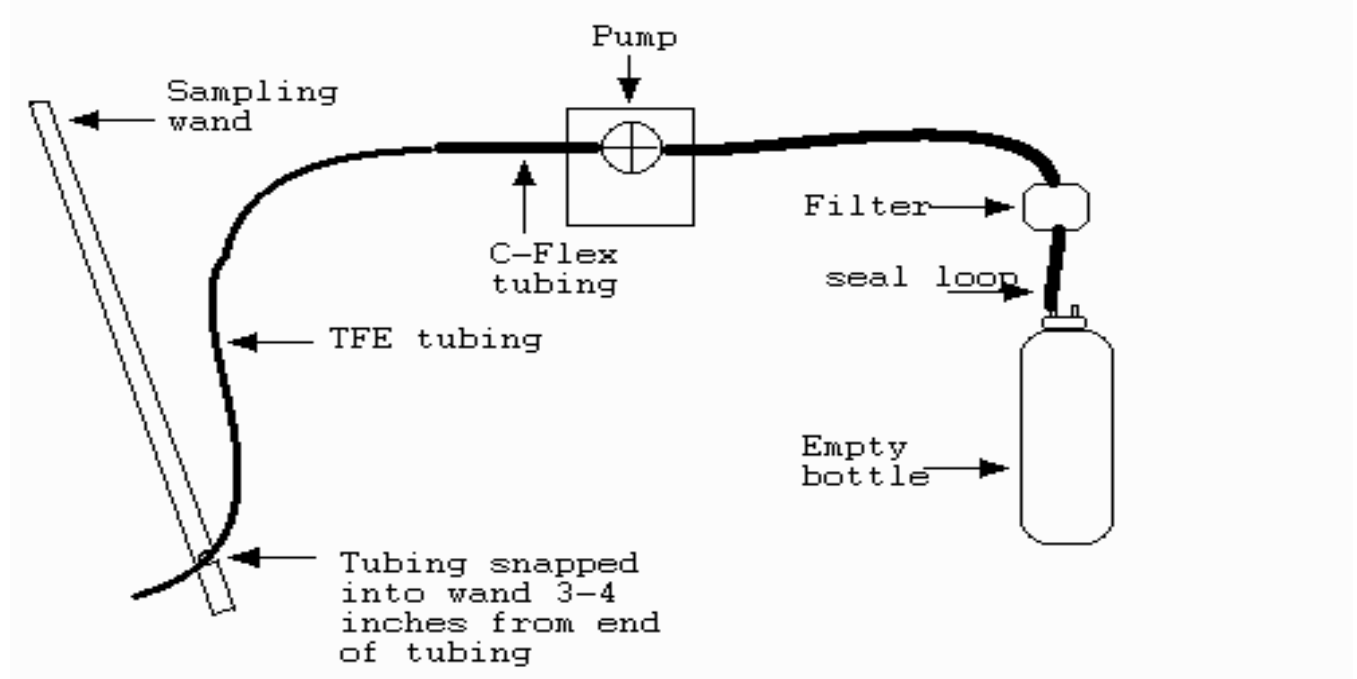 Pump
Sampling
wand
Filter
C-Flex
tubing
seal loop
TFE tubing
Empty
bottle
Tubing snapped
into wand 3-4
inches from end
of tubing